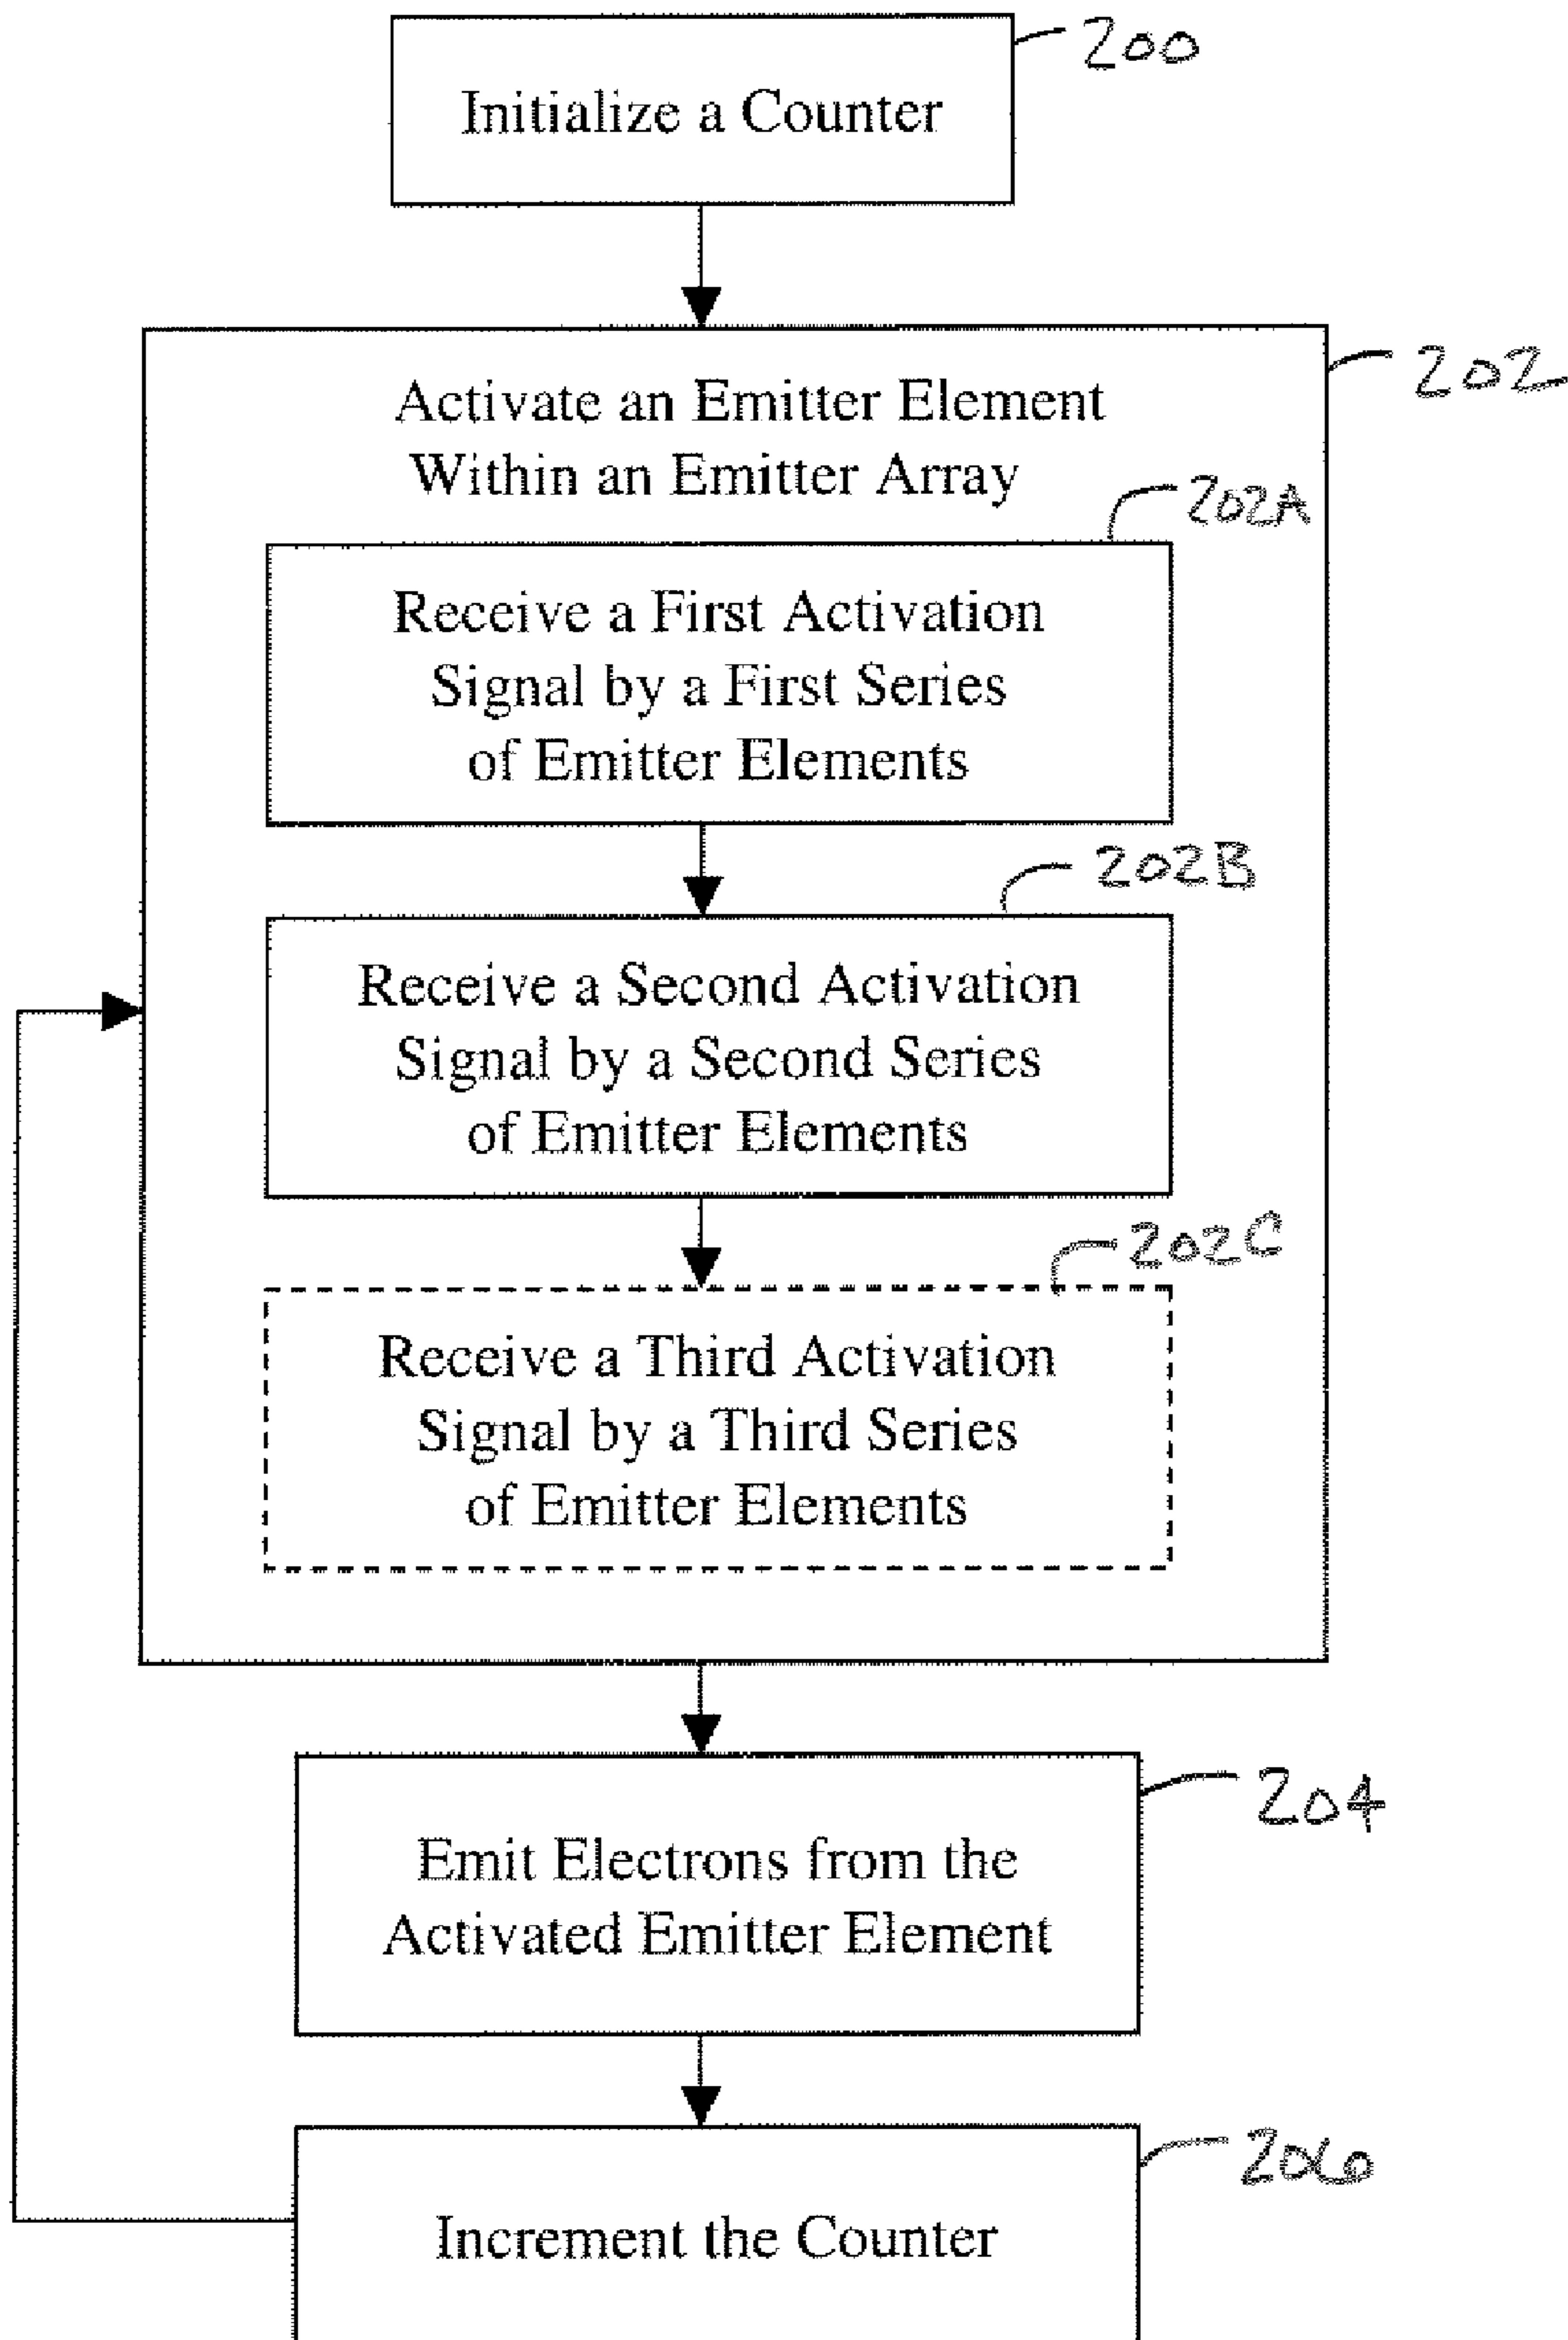 200
Initialize a Counter
202
Activate an Emitter Element
Within an Emitter Array
202A
Receive a First Activation
Signal by a First Series
of Emitter Elements
202B
Receive a Second Activation
Signal by a Second Series
of Emitter Elements
202C
Receive a Third Activation
Signal by a Third Series
of Emitter Elements
204
Emit Electrons from the
Activated Emitter Element
206
Increment the Counter